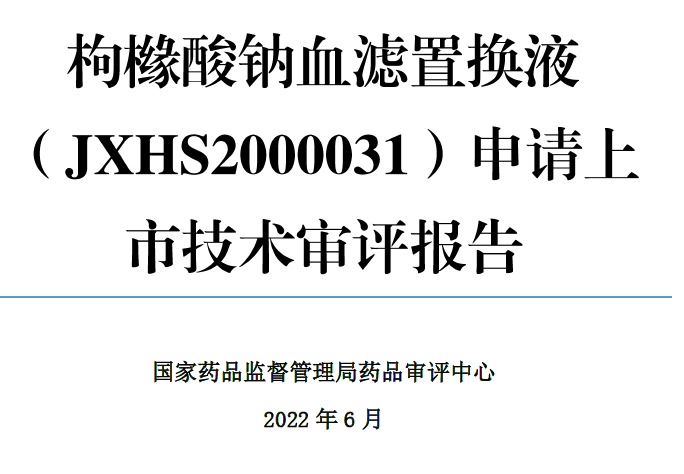 枸橼酸钠血滤置换液
（JXHS2000031）申请上
市技术审评报告
国家药品监督管理局药品审评中心
2022 年 6 月